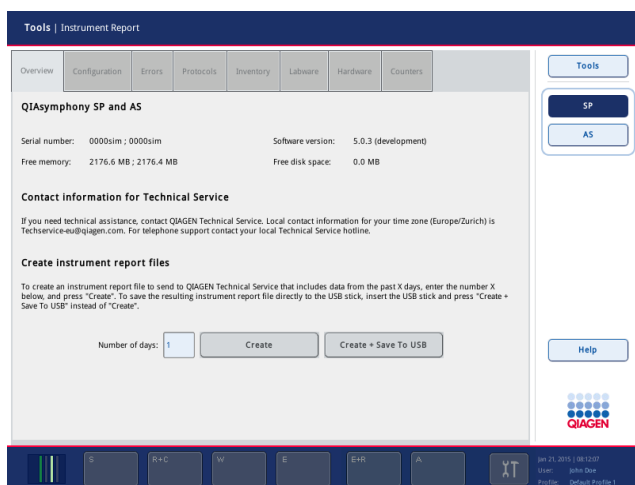 Tools | Instrument Report
Overview Configuration Errors Protocols Inventory Labware Hardware Counters
Tools
SP
AS
QIAsymphony SP and AS
Serial number: 0000sim ; 0000sim Software version: 5.0.3 (development)
Free memory: 2176.6 MB ; 2176.4 MB Free disk space: 0.0 MB
Contact information for Technical Service
If you need technical assistance, contact QIAGEN Technical Service. Local contact information for your time zone (Europe/Zurich) is
Techservice-eu@qiagen.com. For telephone support contact your local Technical Service hotline.
Create instrument report files
To create an instrument report file to send to QIAGEN Technical Service that includes data from the past X days, enter the number X
below, and press "Create". To save the resulting instrument report file directly to the USB stick, insert the USB stick and press "Create +
Save To USB" instead of "Create".
Number of days: 1 Create Create + Save To USB
Help
QIAGEN
S R+C W E E+R A
Jan 21, 2015 | 08:12:07
User: John Doe
Profile: Default Profile 1